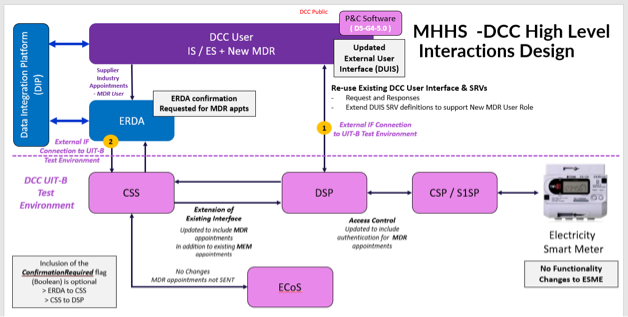 DCC Public
MHHS -DCC High Level
Interactions Design
P&C Software
( DS-G4-5.0 )
DCC User
IS / ES + New MDR
Updated
External User
Interface (DUIS)
Data Integration Platform
(DIP)
Supplier
Industry
Appointments
- MDR User
ERDA confirmation
Requested for MDR appts
ERDA
Re-use Existing DCC User Interface & SRVs
- Request and Responses
- Extend DUIS SRV definitions to support New MDR User Role
1
External IF Connection
to UIT-B Test Environment
2
External IF
Connection to UIT-B
Test Environment
DCC UIT-B
Test
Environment
CSS
DSP
CSP / S1SP
Extension of
Existing Interface
Updated to include MDR
appointments
In addition to existing MEM
appointments
Access Control
Updated to include
authentication for MDR
appointments
Electricity
Smart Meter
No Functionality
Changes to ESME
Inclusion of the
ConfirmationRequired flag
(Boolean) is optional
> ERDA to CSS
> CSS to DSP
No Changes
MDR appointments not SENT
ECoS